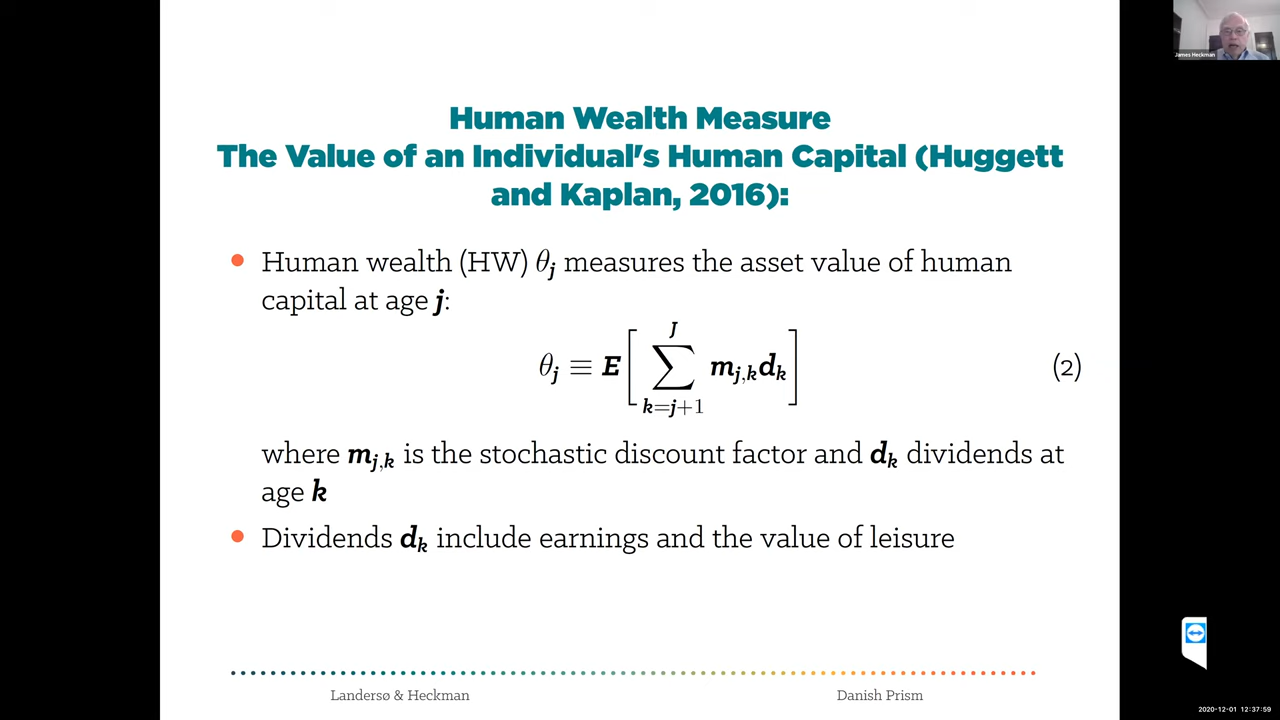 James Heckman
Human Wealth Measure
The Value of an Individual's Human Capital (Huggett
and Kaplan, 2016):
Human wealth (HW) θ_j measures the asset value of human
capital at age j:
θ_j ≡ E[∑_{k=j+1}^{J} m_{j,k}d_k] (2)
where m_{j,k} is the stochastic discount factor and d_k dividends at
age k
Dividends d_k include earnings and the value of leisure
Landersø & Heckman
Danish Prism
2020-12-01 12:37:59